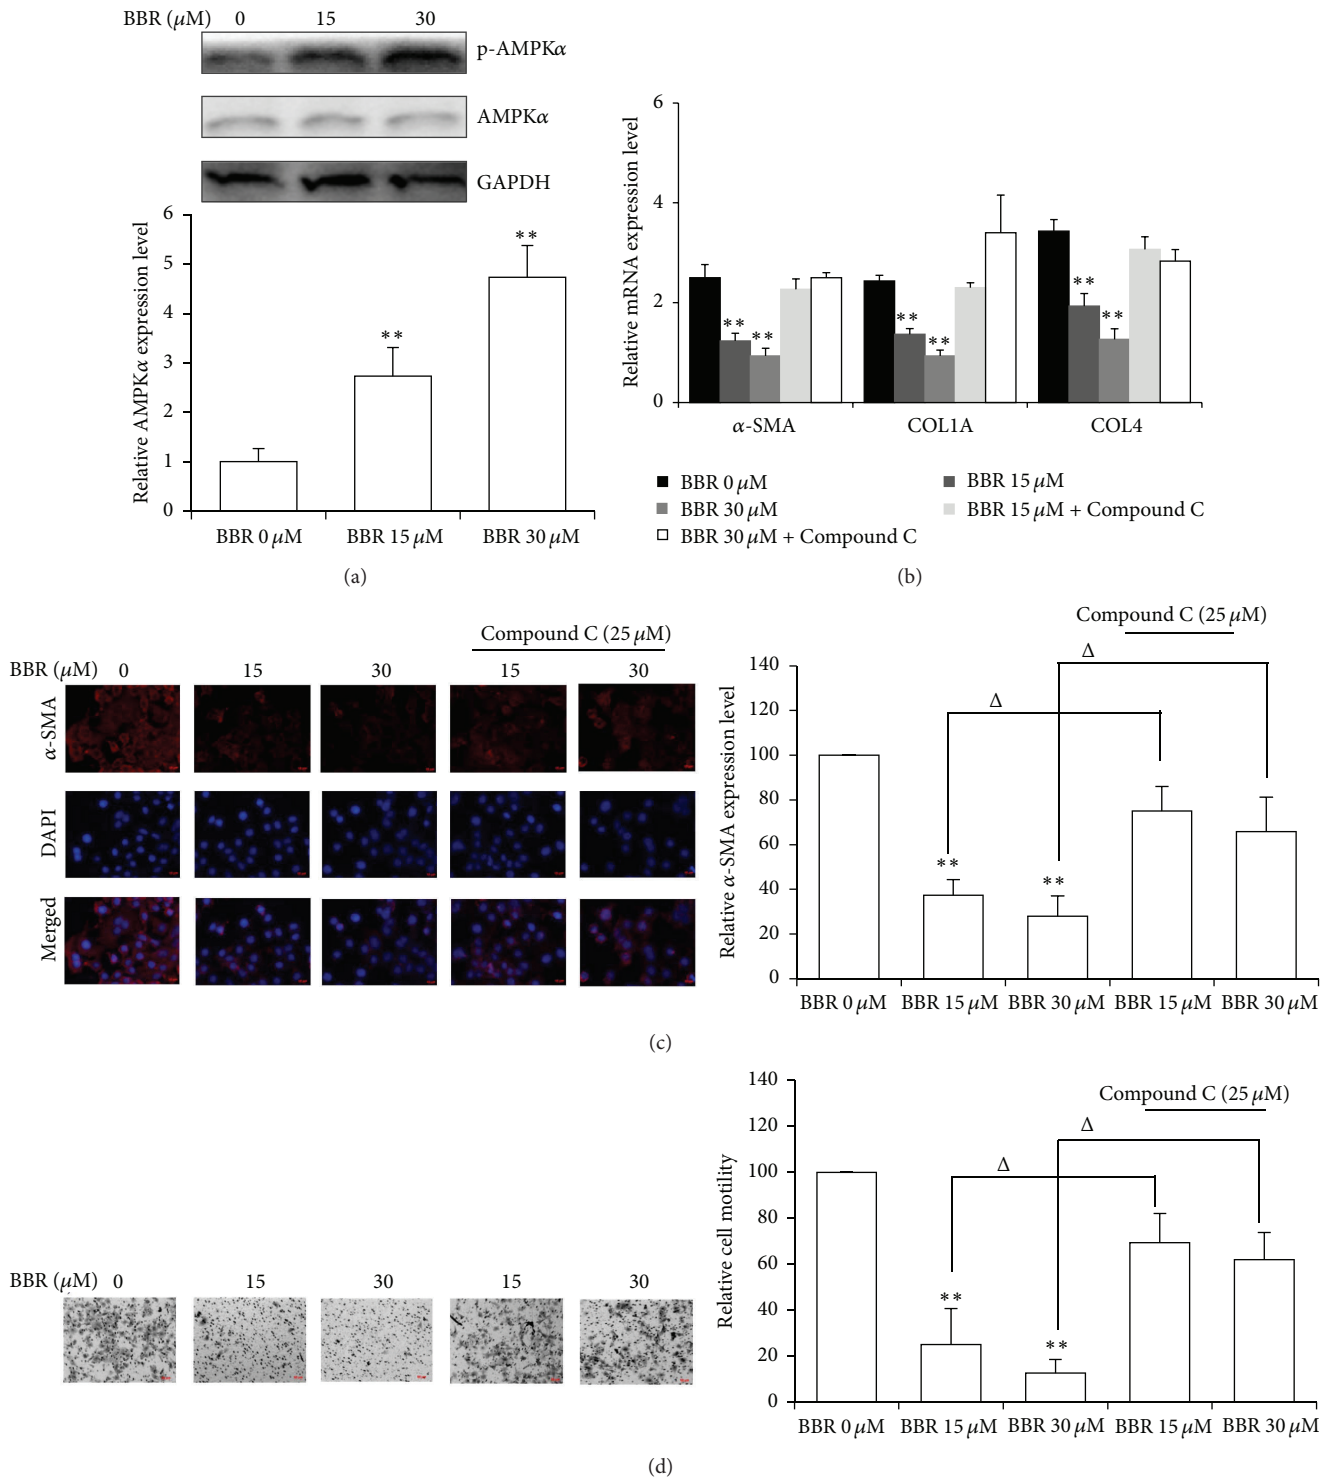 BBR (μM) 0 15 30
p-AMPKα
AMPKα
GAPDH
Relative AMPKα expression level
6
5
4
3
2
1
0
**
**
BBR 0 μM BBR 15 μM BBR 30 μM
(a)
Relative mRNA expression level
6
4
2
0
** **
** **
** **
α-SMA COL1A COL4
BBR 0 μM BBR 15 μM
BBR 30 μM BBR 15 μM + Compound C
BBR 30 μM + Compound C
(b)
Compound C (25 μM)
BBR (μM) 0 15 30 15 30
α-SMA
DAPI
Merged
Compound C (25 μM)
Relative α-SMA expression level
140
120
100
80
60
40
20
0
Δ
Δ
**
**
BBR 0 μM BBR 15 μM BBR 30 μM BBR 15 μM BBR 30 μM
(c)
BBR (μM) 0 15 30 15 30
Compound C (25 μM)
Relative cell motility
140
120
100
80
60
40
20
0
Δ
Δ
**
**
BBR 0 μM BBR 15 μM BBR 30 μM BBR 15 μM BBR 30 μM
(d)